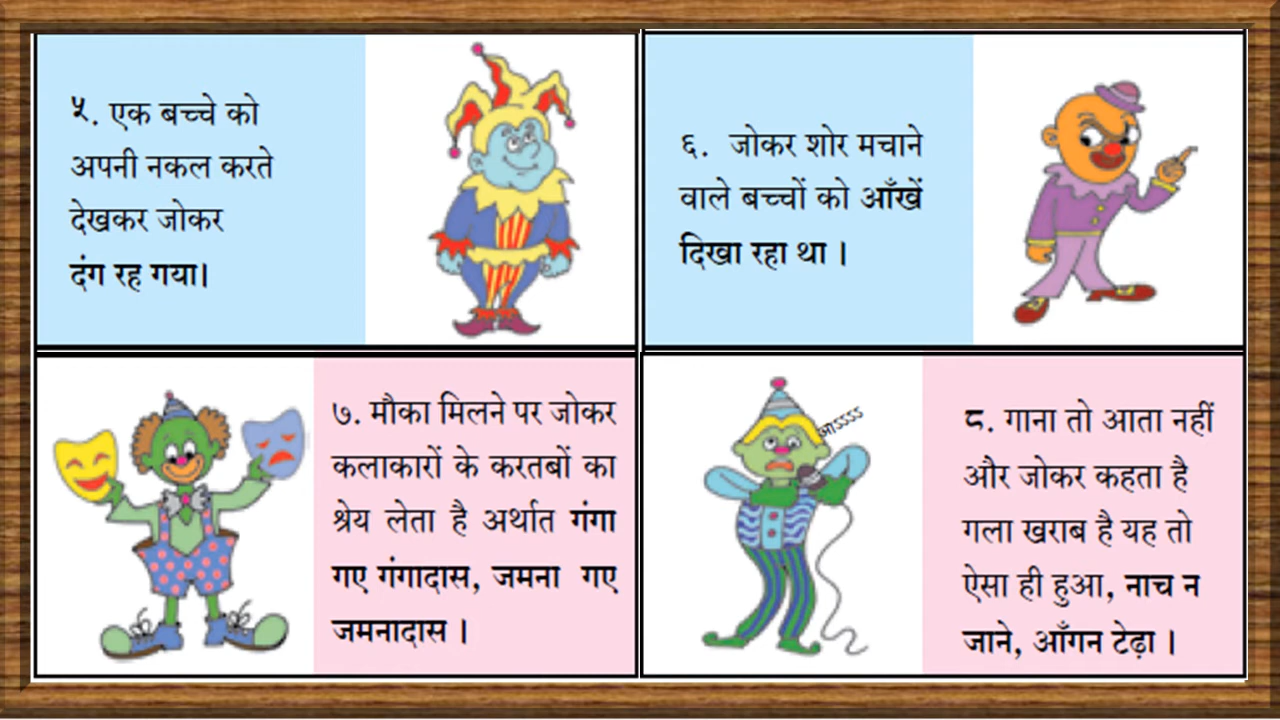 ५. एक बच्चे को
अपनी नकल करते
देखकर जोकर
दंग रह गया।
६. जोकर शोर मचाने
वाले बच्चों को आँखें
दिखा रहा था ।
७. मौका मिलने पर जोकर
कलाकारों के करतबों का
श्रेय लेता है अर्थात गंगा
गए गंगादास, जमना गए
जमनादास ।
आऽऽऽऽ
८. गाना तो आता नहीं
और जोकर कहता है
गला खराब है यह तो
ऐसा ही हुआ, नाच न
जाने, आँगन टेढ़ा ।